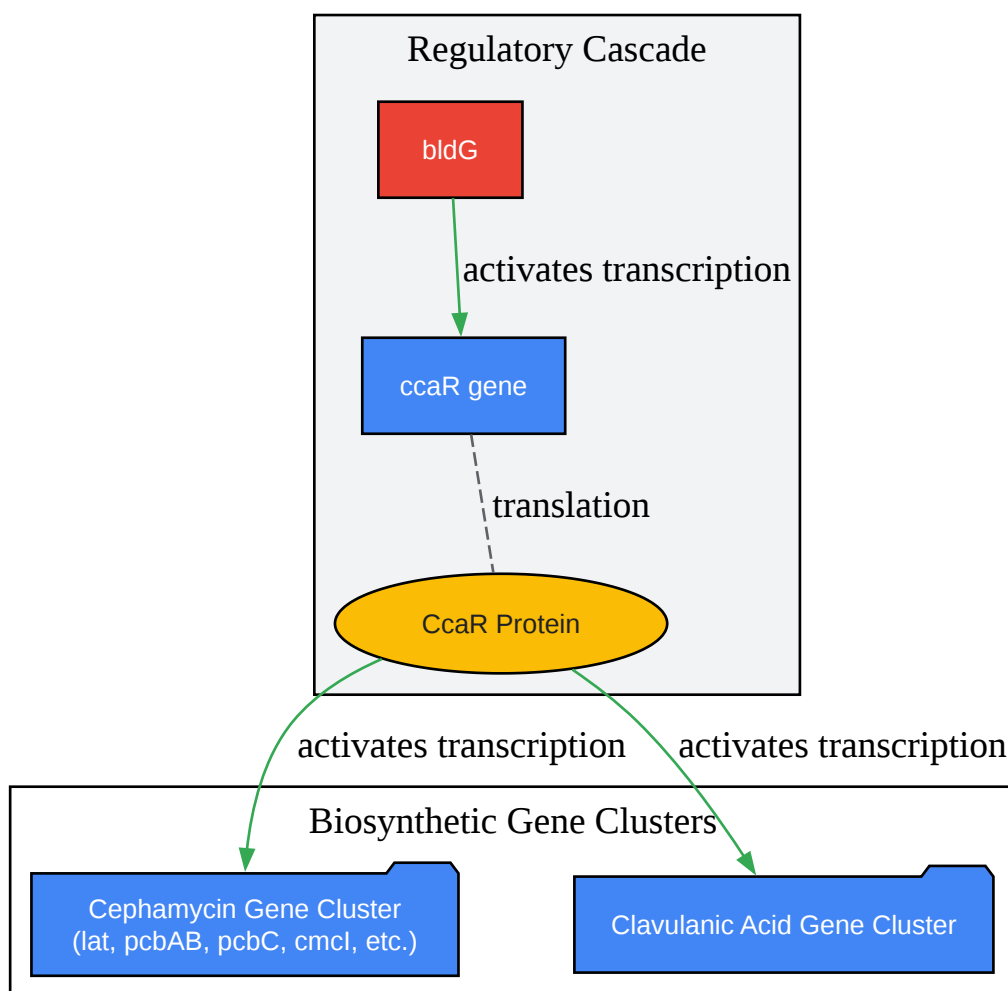 Regulatory Cascade
bldG
activates transcription
ccaR gene
translation
CcaR Protein
activates transcription
activates transcription
Biosynthetic Gene Clusters
Cephamycin Gene Cluster
(lat, pcbAB, pcbC, cmcI, etc.)
Clavulanic Acid Gene Cluster